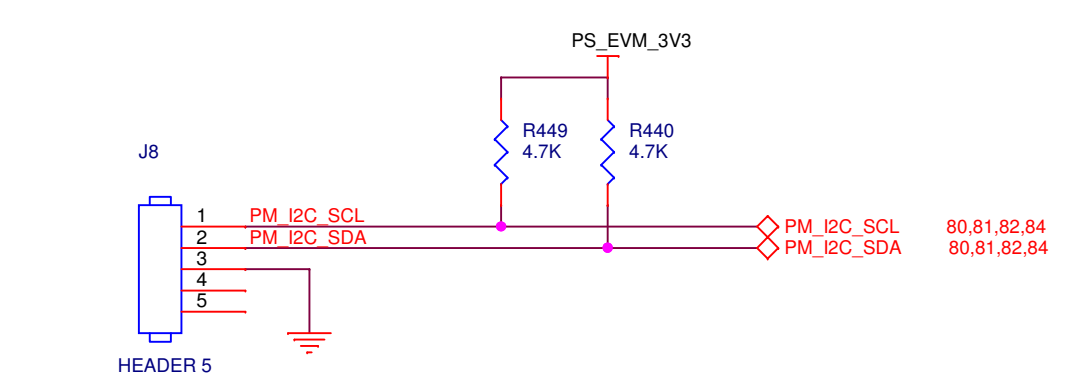 PS_EVM_3V3
R449
4.7K
R440
4.7K
J8
1
2
3
4
5
PM_I2C_SCL
PM_I2C_SDA
PM_I2C_SCL 80,81,82,84
PM_I2C_SDA 80,81,82,84
HEADER 5